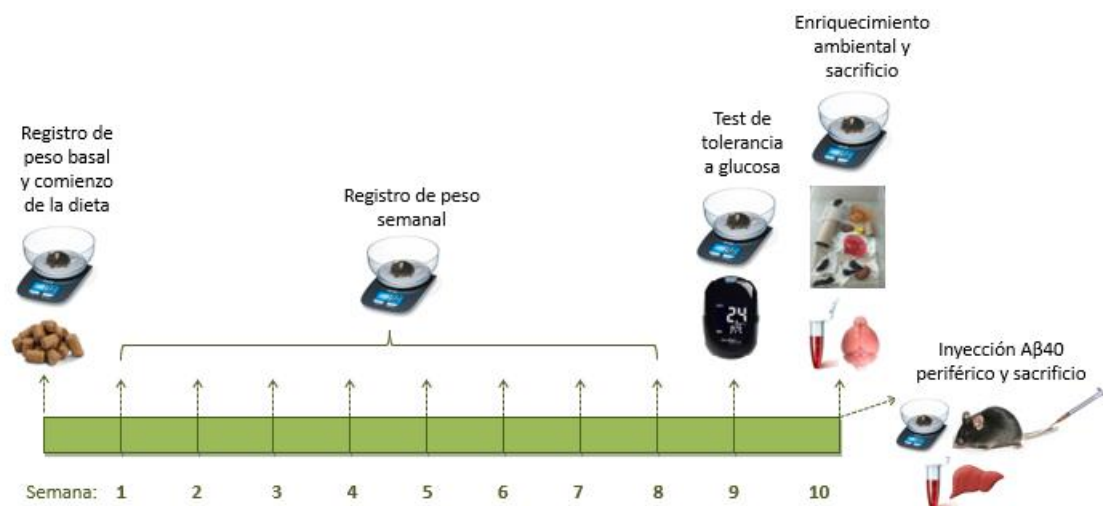 Enriquecimiento
ambiental y
sacrificio
Test de
tolerancia
a glucosa
Registro de
peso basal
y comienzo
de la dieta
Registro de peso
semanal
24
Inyección Aβ40
periférico y sacrificio
Semana: 1 2 3 4 5 6 7 8 9 10